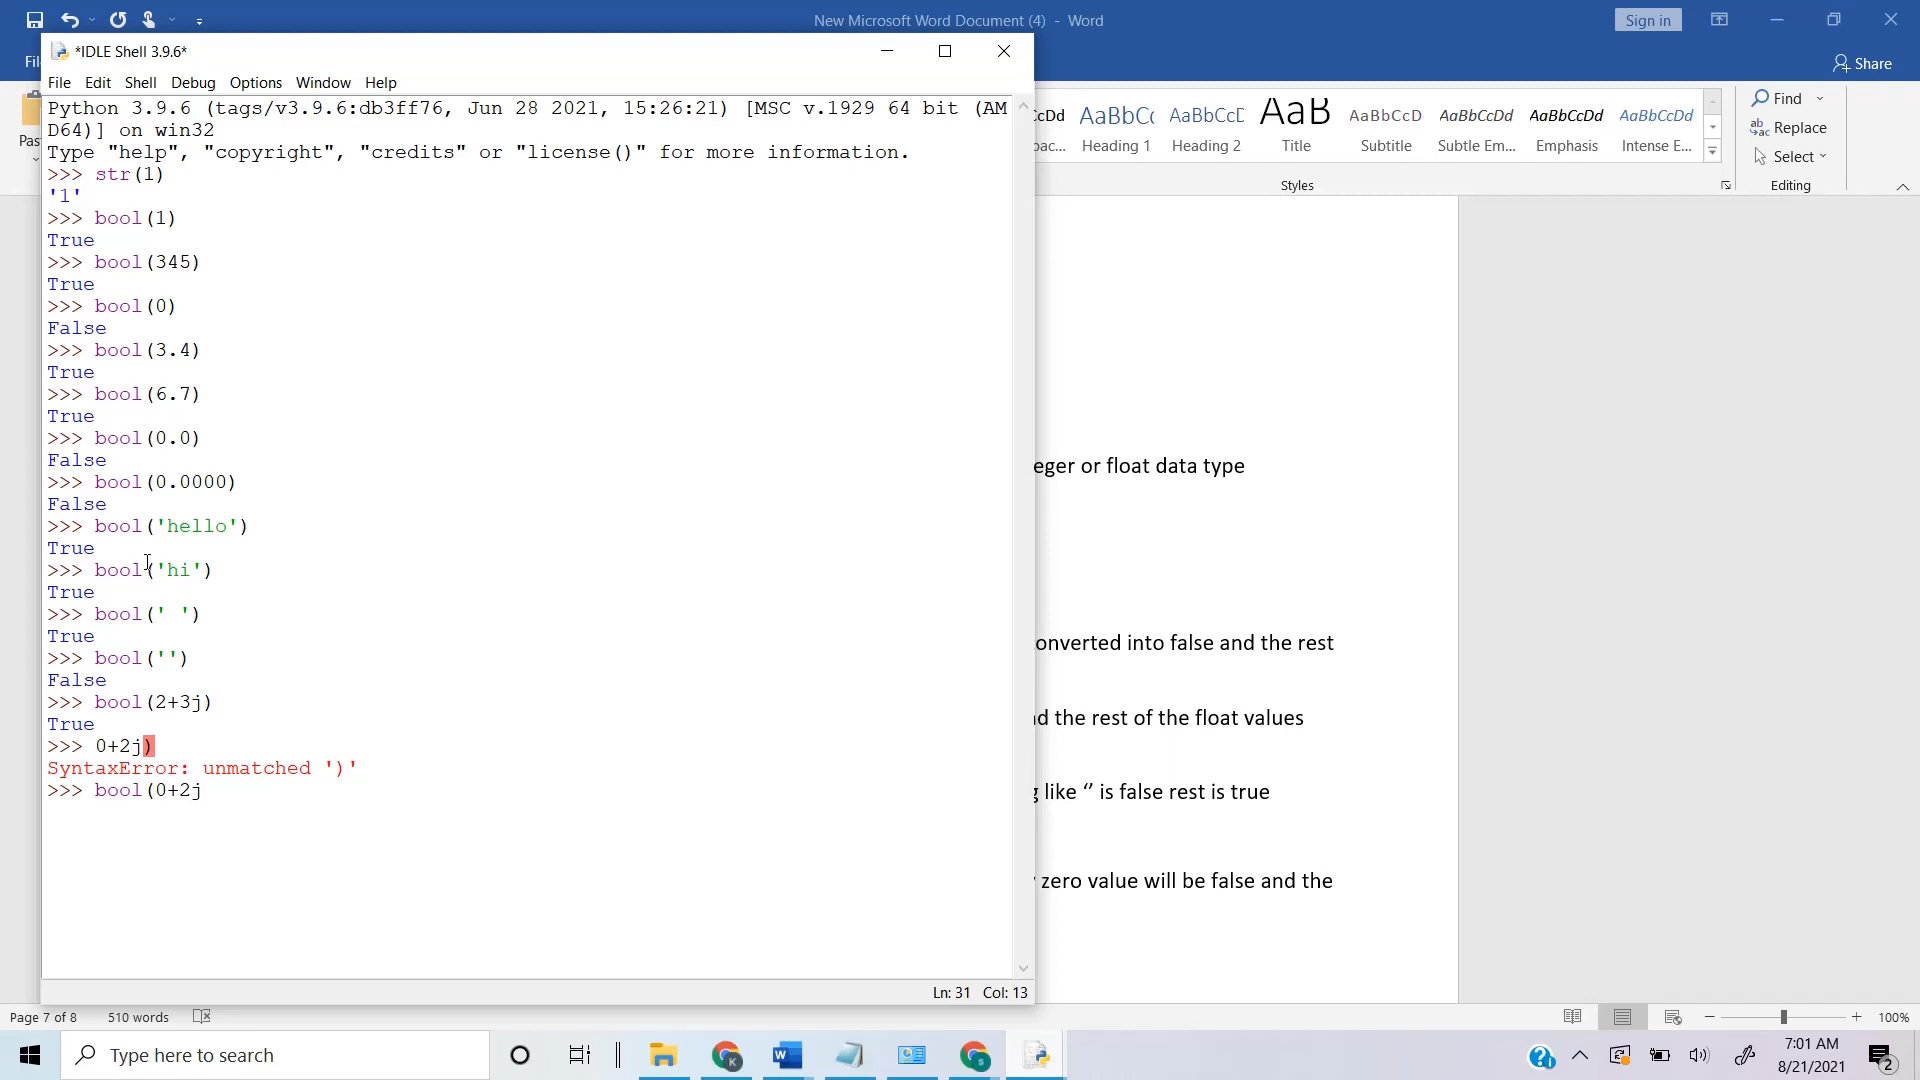 New Microsoft Word Document (4) - Word
Sign in
*IDLE Shell 3.9.6*
Share
File Edit Shell Debug Options Window Help
Python 3.9.6 (tags/v3.9.6:db3ff76, Jun 28 2021, 15:26:21) [MSC v.1929 64 bit (AM
D64)] on win32
Type "help", "copyright", "credits" or "license()" for more information.
>>> str(1)
'1'
>>> bool(1)
True
>>> bool(345)
True
>>> bool(0)
False
>>> bool(3.4)
True
>>> bool(6.7)
True
>>> bool(0.0)
False
>>> bool(0.0000)
False
>>> bool('hello')
True
>>> bool('hi')
True
>>> bool(' ')
True
>>> bool('')
False
>>> bool(2+3j)
True
>>> 0+2j)
SyntaxError: unmatched ')'
>>> bool(0+2j
Ln: 31 Col: 13
Fil
Pas
cDd AaBbCc AaBbCcD AaB AaBbCcD AaBbCcDd AaBbCcDd AaBbCcDd
pac... Heading 1 Heading 2 Title Subtitle Subtle Em... Emphasis Intense E...
Styles
Find
Replace
Select
Editing
eger or float data type
onverted into false and the rest
d the rest of the float values
g like ‘’ is false rest is true
zero value will be false and the
Page 7 of 8 510 words
100%
Type here to search
7:01 AM
8/21/2021
2